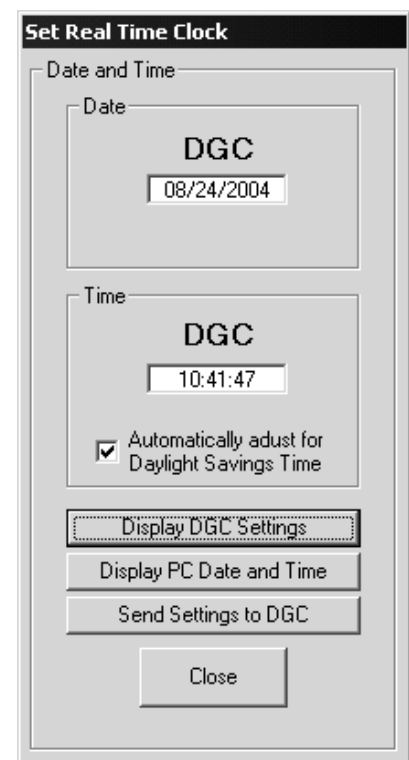 Set Real Time Clock
Date and Time
Date
DGC
08/24/2004
Time
DGC
10:41:47
Automatically adust for
Daylight Savings Time
Display DGC Settings
Display PC Date and Time
Send Settings to DGC
Close